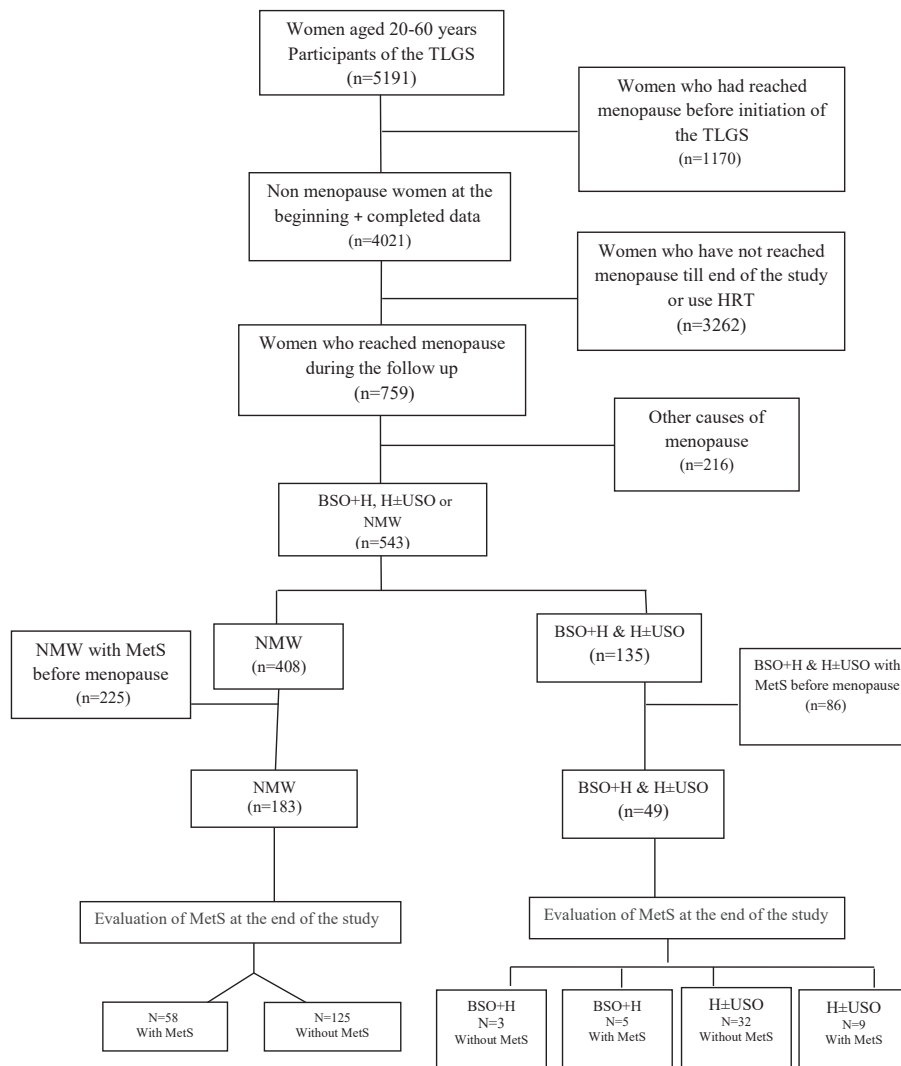 Women aged 20-60 years
Participants of the TLGS
(n=5191)
Women who had reached
menopause before initiation of
the TLGS
(n=1170)
Non menopause women at the
beginning + completed data
(n=4021)
Women who have not reached
menopause till end of the study
or use HRT
(n=3262)
Women who reached menopause
during the follow up
(n=759)
Other causes of
menopause
(n=216)
BSO+H, H±USO or
NMW
(n=543)
NMW with MetS
before menopause
(n=225)
NMW
(n=408)
BSO+H & H±USO
(n=135)
BSO+H & H±USO with
MetS before menopause
(n=86)
NMW
(n=183)
BSO+H & H±USO
(n=49)
Evaluation of MetS at the end of the study
Evaluation of MetS at the end of the study
N=58
With MetS
N=125
Without MetS
BSO+H
N=3
Without MetS
BSO+H
N=5
With MetS
H±USO
N=32
Without MetS
H±USO
N=9
With MetS